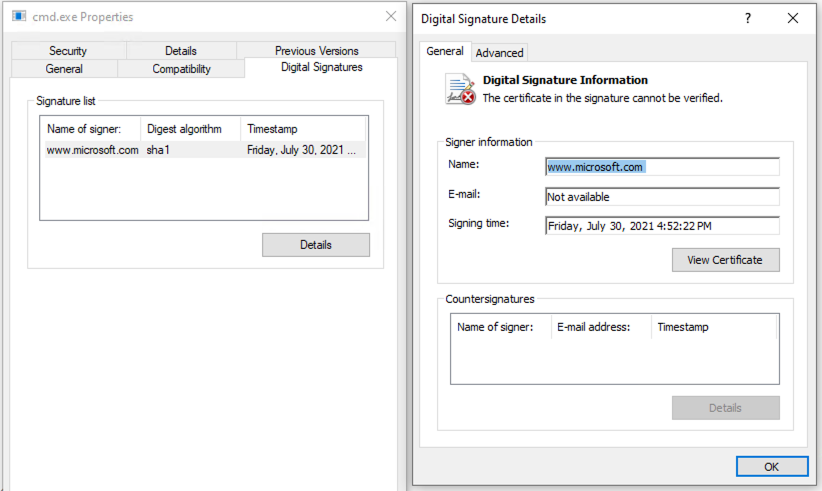 cmd.exe Properties
Security Details Previous Versions
General Compatibility Digital Signatures
Signature list
Name of signer: Digest algorithm Timestamp
www.microsoft.com sha1 Friday, July 30, 2021 ...
Details
Digital Signature Details ?
General Advanced
Digital Signature Information
The certificate in the signature cannot be verified.
Signer information
Name: www.microsoft.com
E-mail: Not available
Signing time: Friday, July 30, 2021 4:52:22 PM
View Certificate
Countersignatures
Name of signer: E-mail address: Timestamp
Details
OK